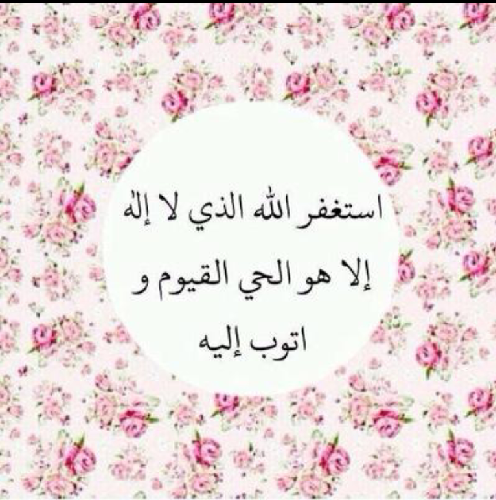 استغفر الله الذي لا إله
إلا هو الحي القيوم و
اتوب إليه